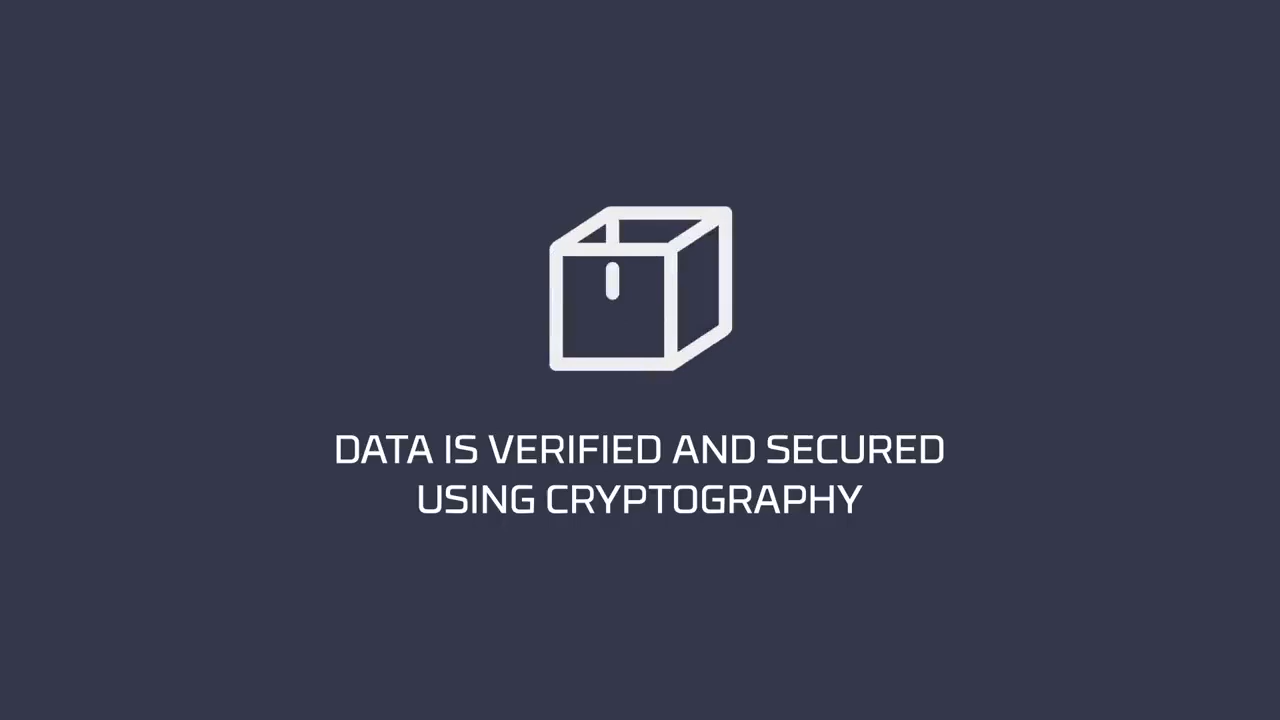 DATA IS VERIFIED AND SECURED
USING CRYPTOGRAPHY